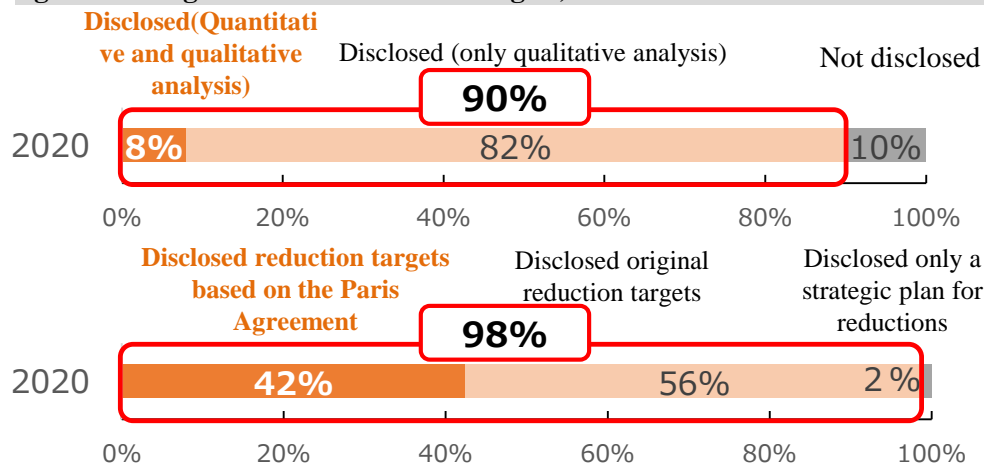 Disclosed(Quantitati
ve and qualitative
analysis)
Disclosed (only qualitative analysis)
Not disclosed
90%
2020
8%
82%
10%
0%
20%
40%
60%
80%
100%
Disclosed reduction targets
based on the Paris
Agreement
Disclosed original
reduction targets
Disclosed only a
strategic plan for
reductions
98%
2020
42%
56%
2%
0%
20%
40%
60%
80%
100%